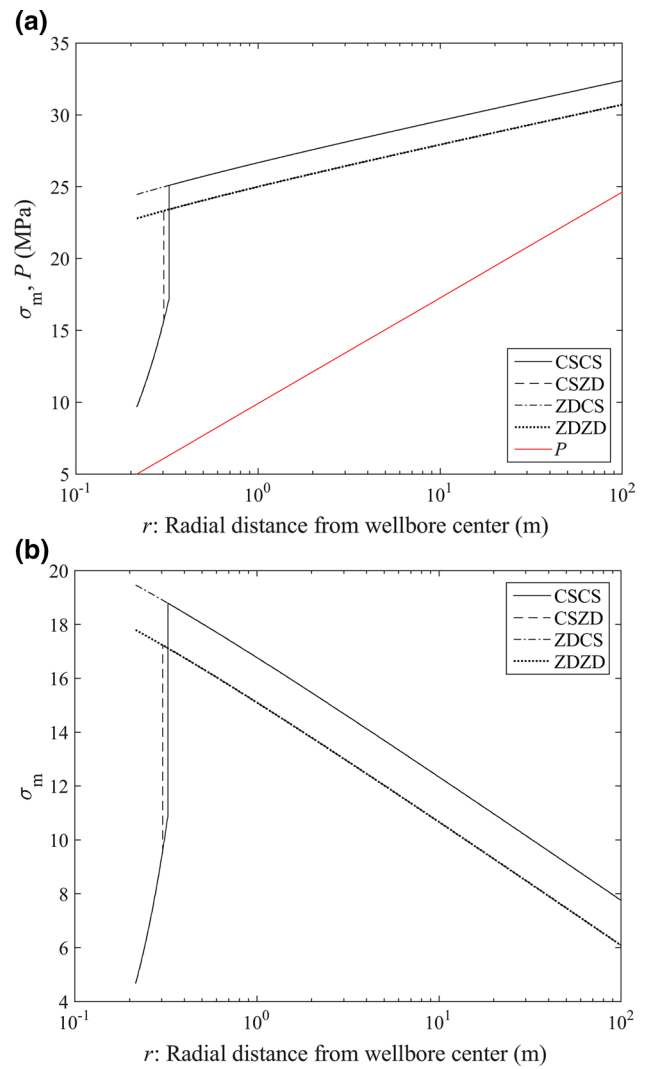 (a)
35
30
25
20
15
10
5
σm, P (MPa)
CSCS
CSZD
ZDCS
ZDZD
P
10-1
100
101
102
r: Radial distance from wellbore center (m)
(b)
20
18
16
14
12
10
8
6
4
σm
CSCS
CSZD
ZDCS
ZDZD
10-1
100
101
102
r: Radial distance from wellbore center (m)